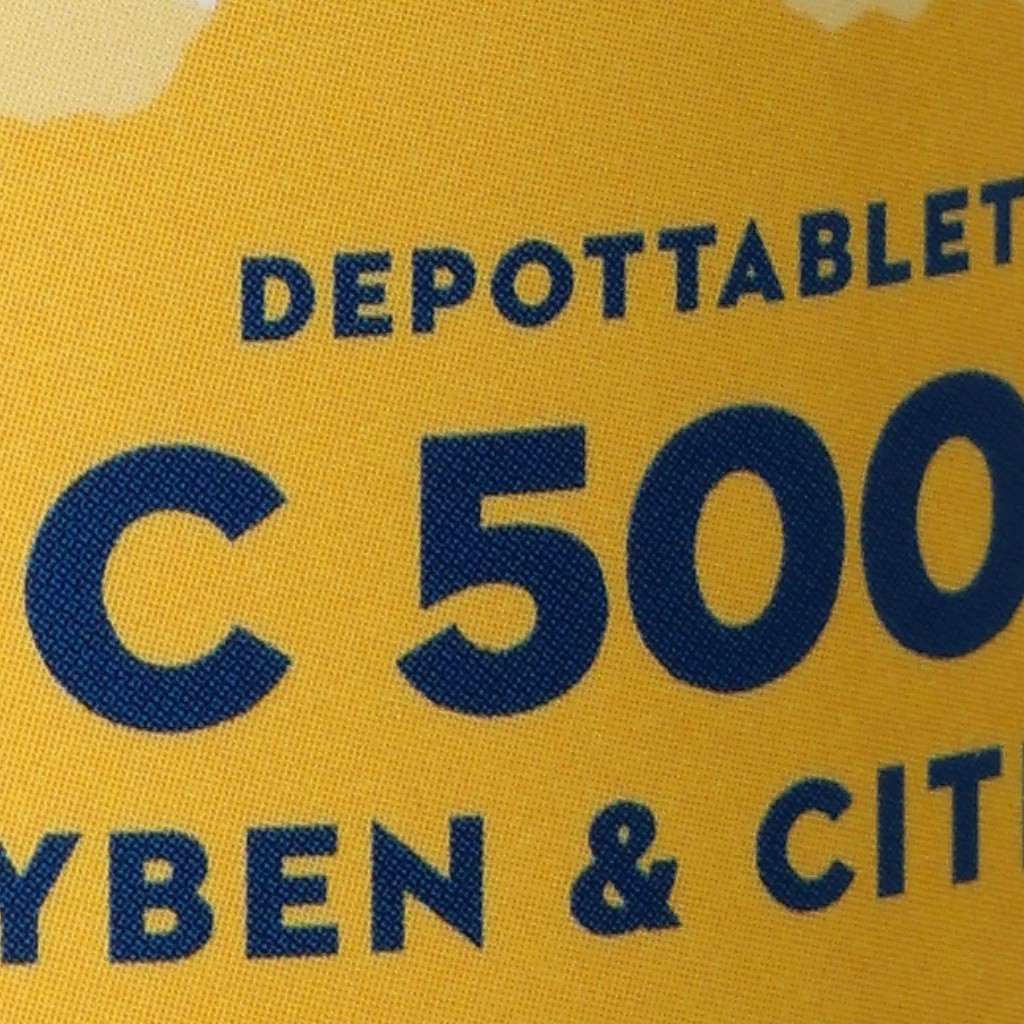 DEPOTTABLET
C 500
YBEN & CIT